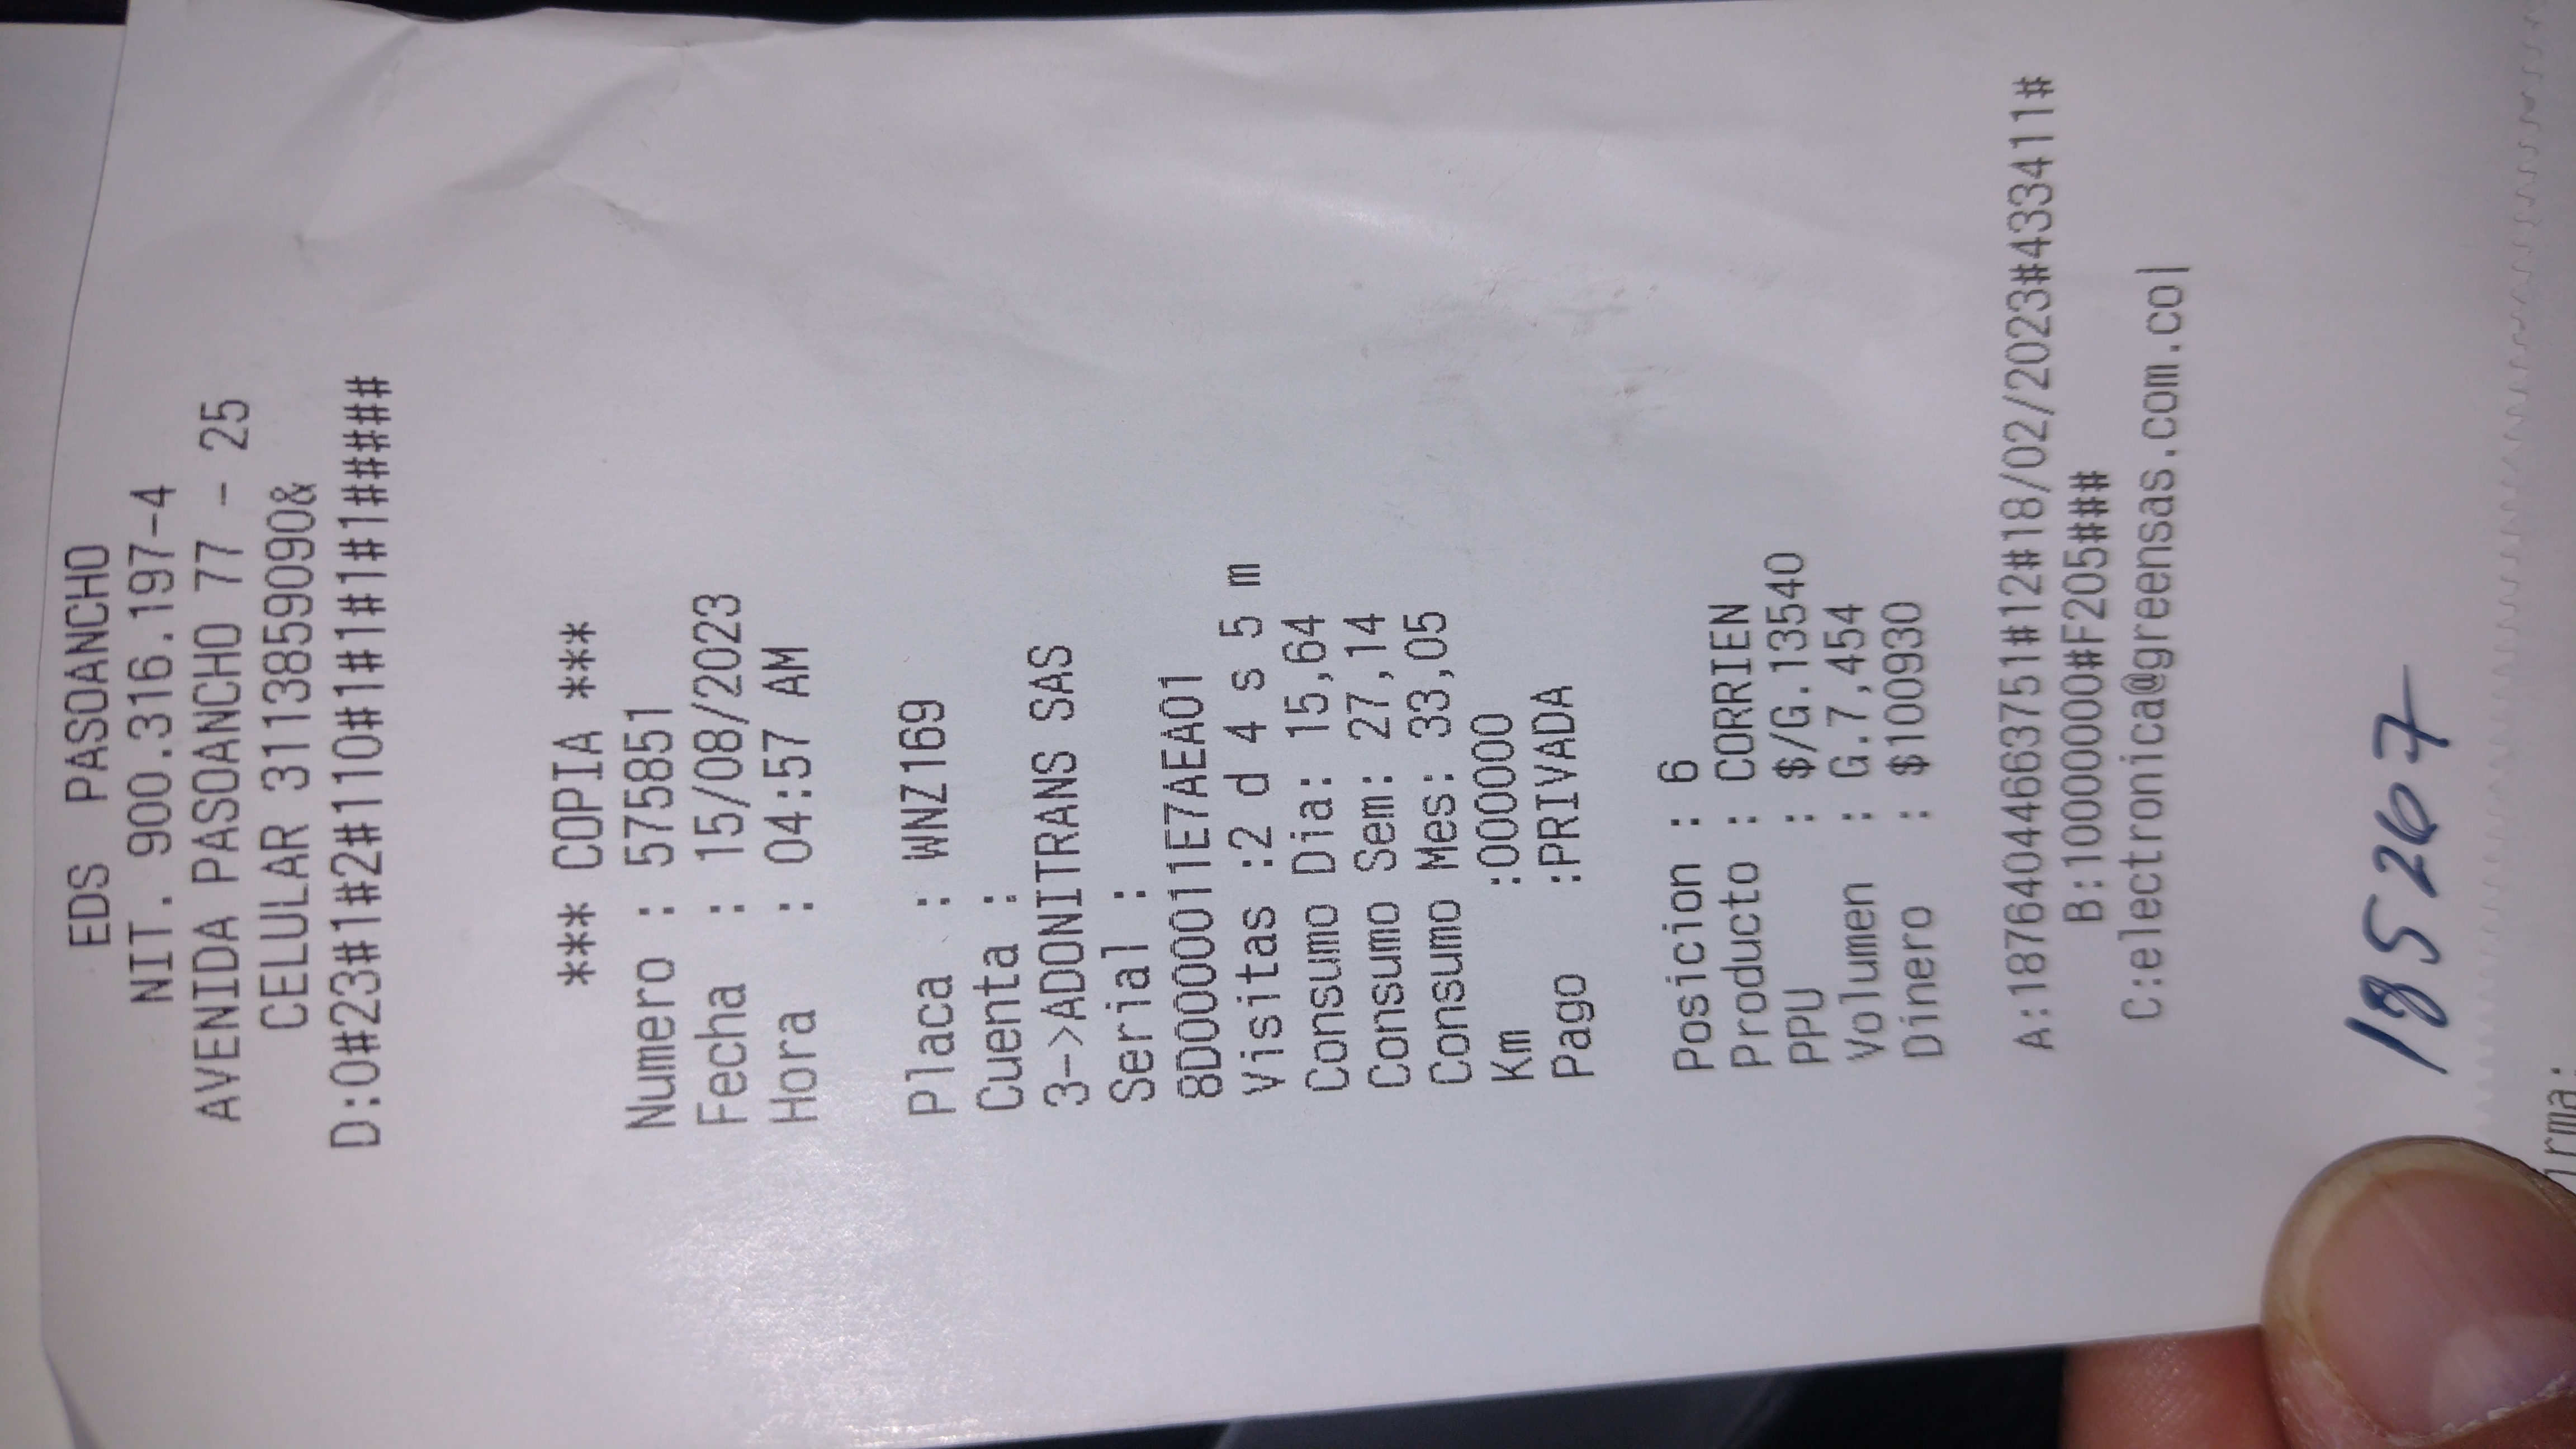 EDS PASOANCHO
NIT. 900.316.197-4
AVENIDA PASOANCHO 77 - 25
CELULAR 3113859090&
D:0#23#1#2#110#1#1#1#1####
*** COPIA ***
Numero : 575851
Fecha : 15/08/2023
Hora : 04:57 AM
Placa : WNZ169
Cuenta :
3->ADONITRANS SAS
Serial :
8D000011E7AEA01
Visitas :2 d 4 s 5 m
Consumo Dia: 15,64
Consumo Sem: 27,14
Consumo Mes: 33,05
Km :000000
Pago :PRIVADA
Posicion : 6
Producto : CORRIEN
PPU : $/G.13540
Volumen : G.7,454
Dinero : $100930
A:18764044663751#12#18/02/2023#433411#
B:1000000#F205###
C:electronica@greensas.com.co|
185267